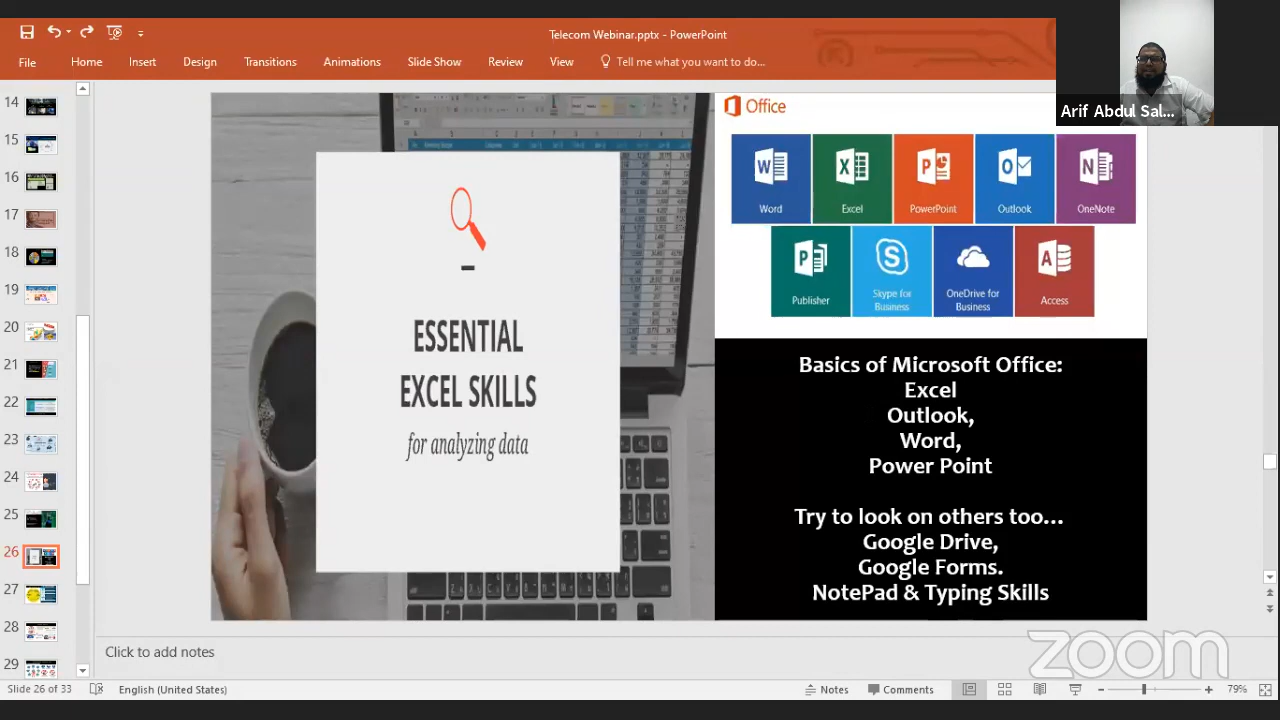 Telecom Webinar.pptx - PowerPoint
File Home Insert Design Transitions Animations Slide Show Review View Tell me what you want to do...
Arif Abdul Sal...
14
15
16
17
18
19
20
21
22
23
24
25
26
27
28
29
ESSENTIAL
EXCEL SKILLS
for analyzing data
Office
Word Excel PowerPoint Outlook OneNote
Publisher Skype for Business OneDrive for Business Access
Basics of Microsoft Office:
Excel
Outlook,
Word,
Power Point
Try to look on others too...
Google Drive,
Google Forms.
NotePad & Typing Skills
Click to add notes
zoom
Slide 26 of 33 English (United States) Notes Comments 79%